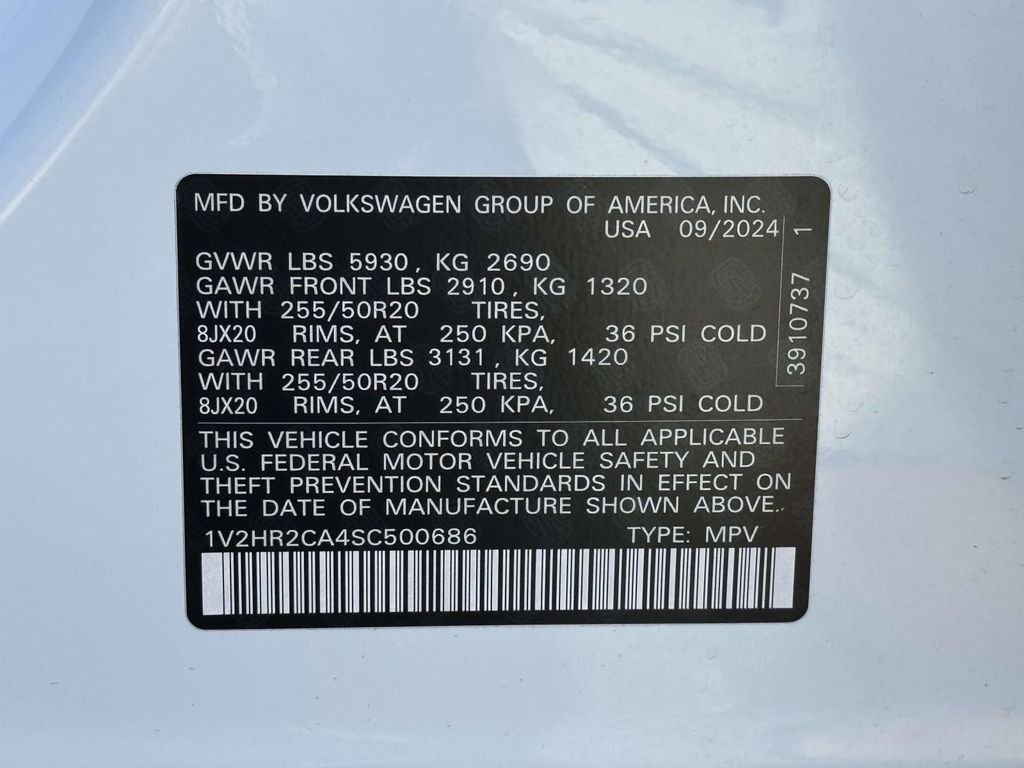 MFD BY VOLKSWAGEN GROUP OF AMERICA, INC.
USA 09/2024
GVWR LBS 5930, KG 2690
GAWR FRONT LBS 2910, KG 1320
WITH 255/50R20 TIRES,
8JX20 RIMS, AT 250 KPA, 36 PSI COLD
GAWR REAR LBS 3131, KG 1420
WITH 255/50R20 TIRES,
8JX20 RIMS, AT 250 KPA, 36 PSI COLD
3910737 1
THIS VEHICLE CONFORMS TO ALL APPLICABLE
U.S. FEDERAL MOTOR VEHICLE SAFETY AND
THEFT PREVENTION STANDARDS IN EFFECT ON
THE DATE OF MANUFACTURE SHOWN ABOVE.
1V2HR2CA4SC500686 TYPE: MPV